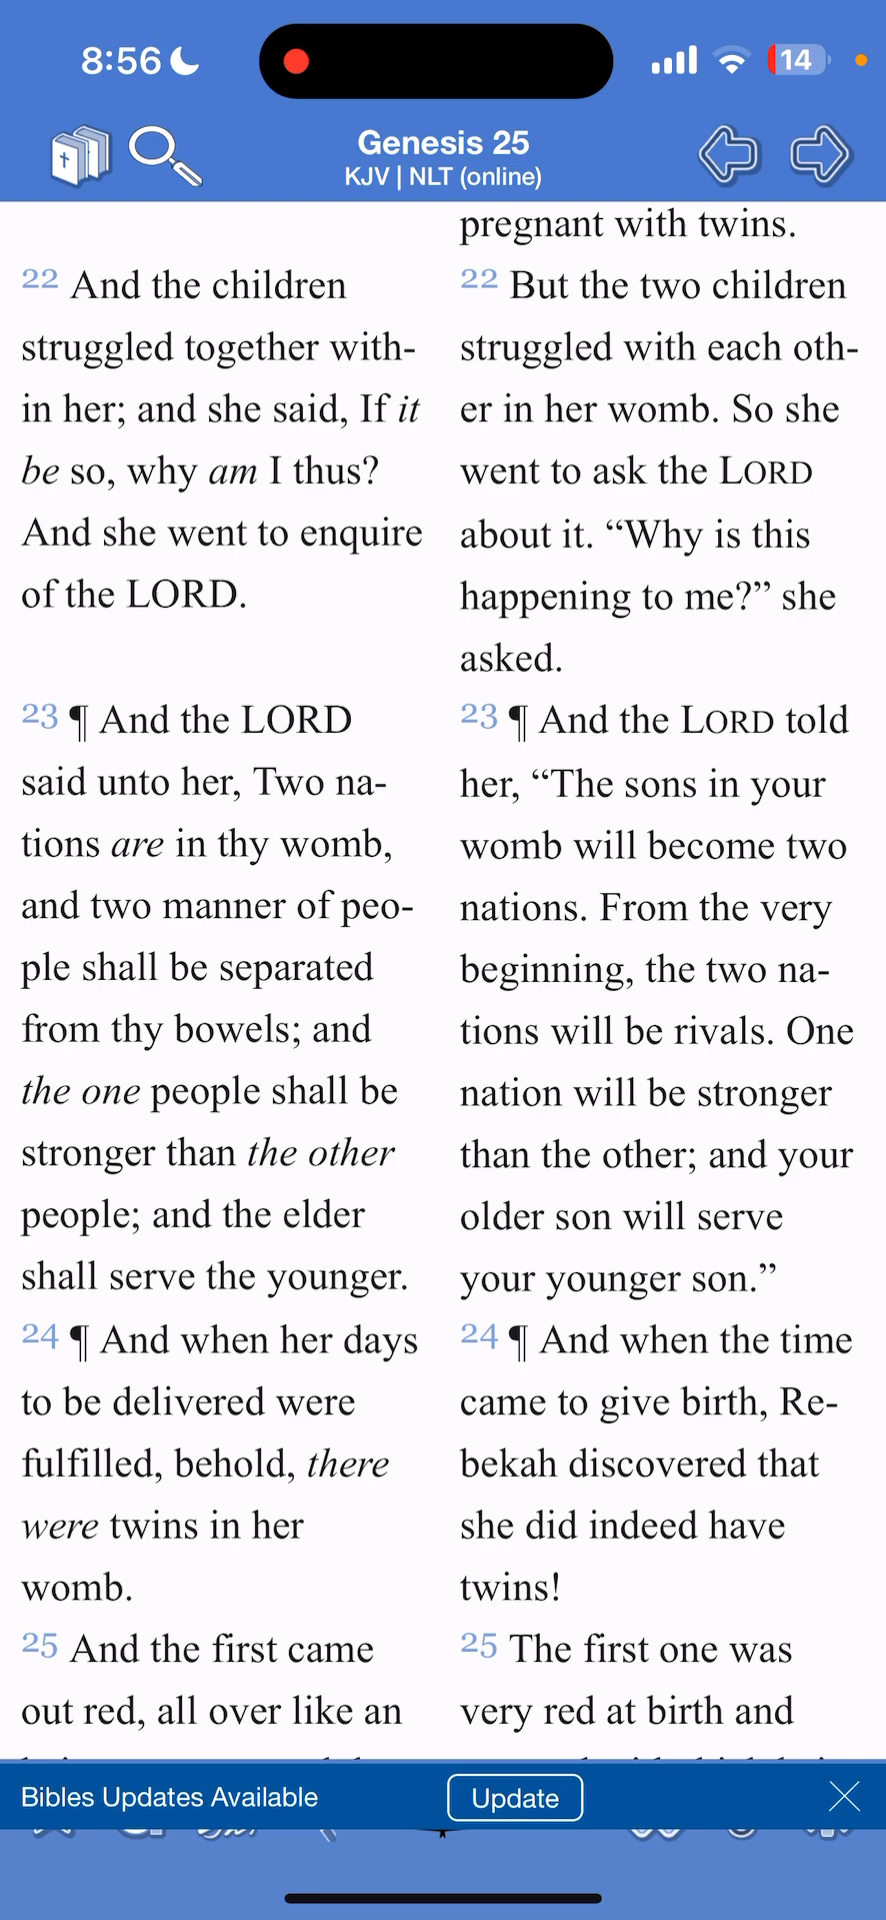 8:56
14
Genesis 25
KJV | NLT (online)
22 And the children
struggled together with-
in her; and she said, If it
be so, why am I thus?
And she went to enquire
of the LORD.
23 ¶ And the LORD
said unto her, Two na-
tions are in thy womb,
and two manner of peo-
ple shall be separated
from thy bowels; and
the one people shall be
stronger than the other
people; and the elder
shall serve the younger.
24 ¶ And when her days
to be delivered were
fulfilled, behold, there
were twins in her
womb.
25 And the first came
out red, all over like an
pregnant with twins.
22 But the two children
struggled with each oth-
er in her womb. So she
went to ask the LORD
about it. “Why is this
happening to me?” she
asked.
23 ¶ And the LORD told
her, “The sons in your
womb will become two
nations. From the very
beginning, the two na-
tions will be rivals. One
nation will be stronger
than the other; and your
older son will serve
your younger son.”
24 ¶ And when the time
came to give birth, Re-
bekah discovered that
she did indeed have
twins!
25 The first one was
very red at birth and
Bibles Updates Available
Update